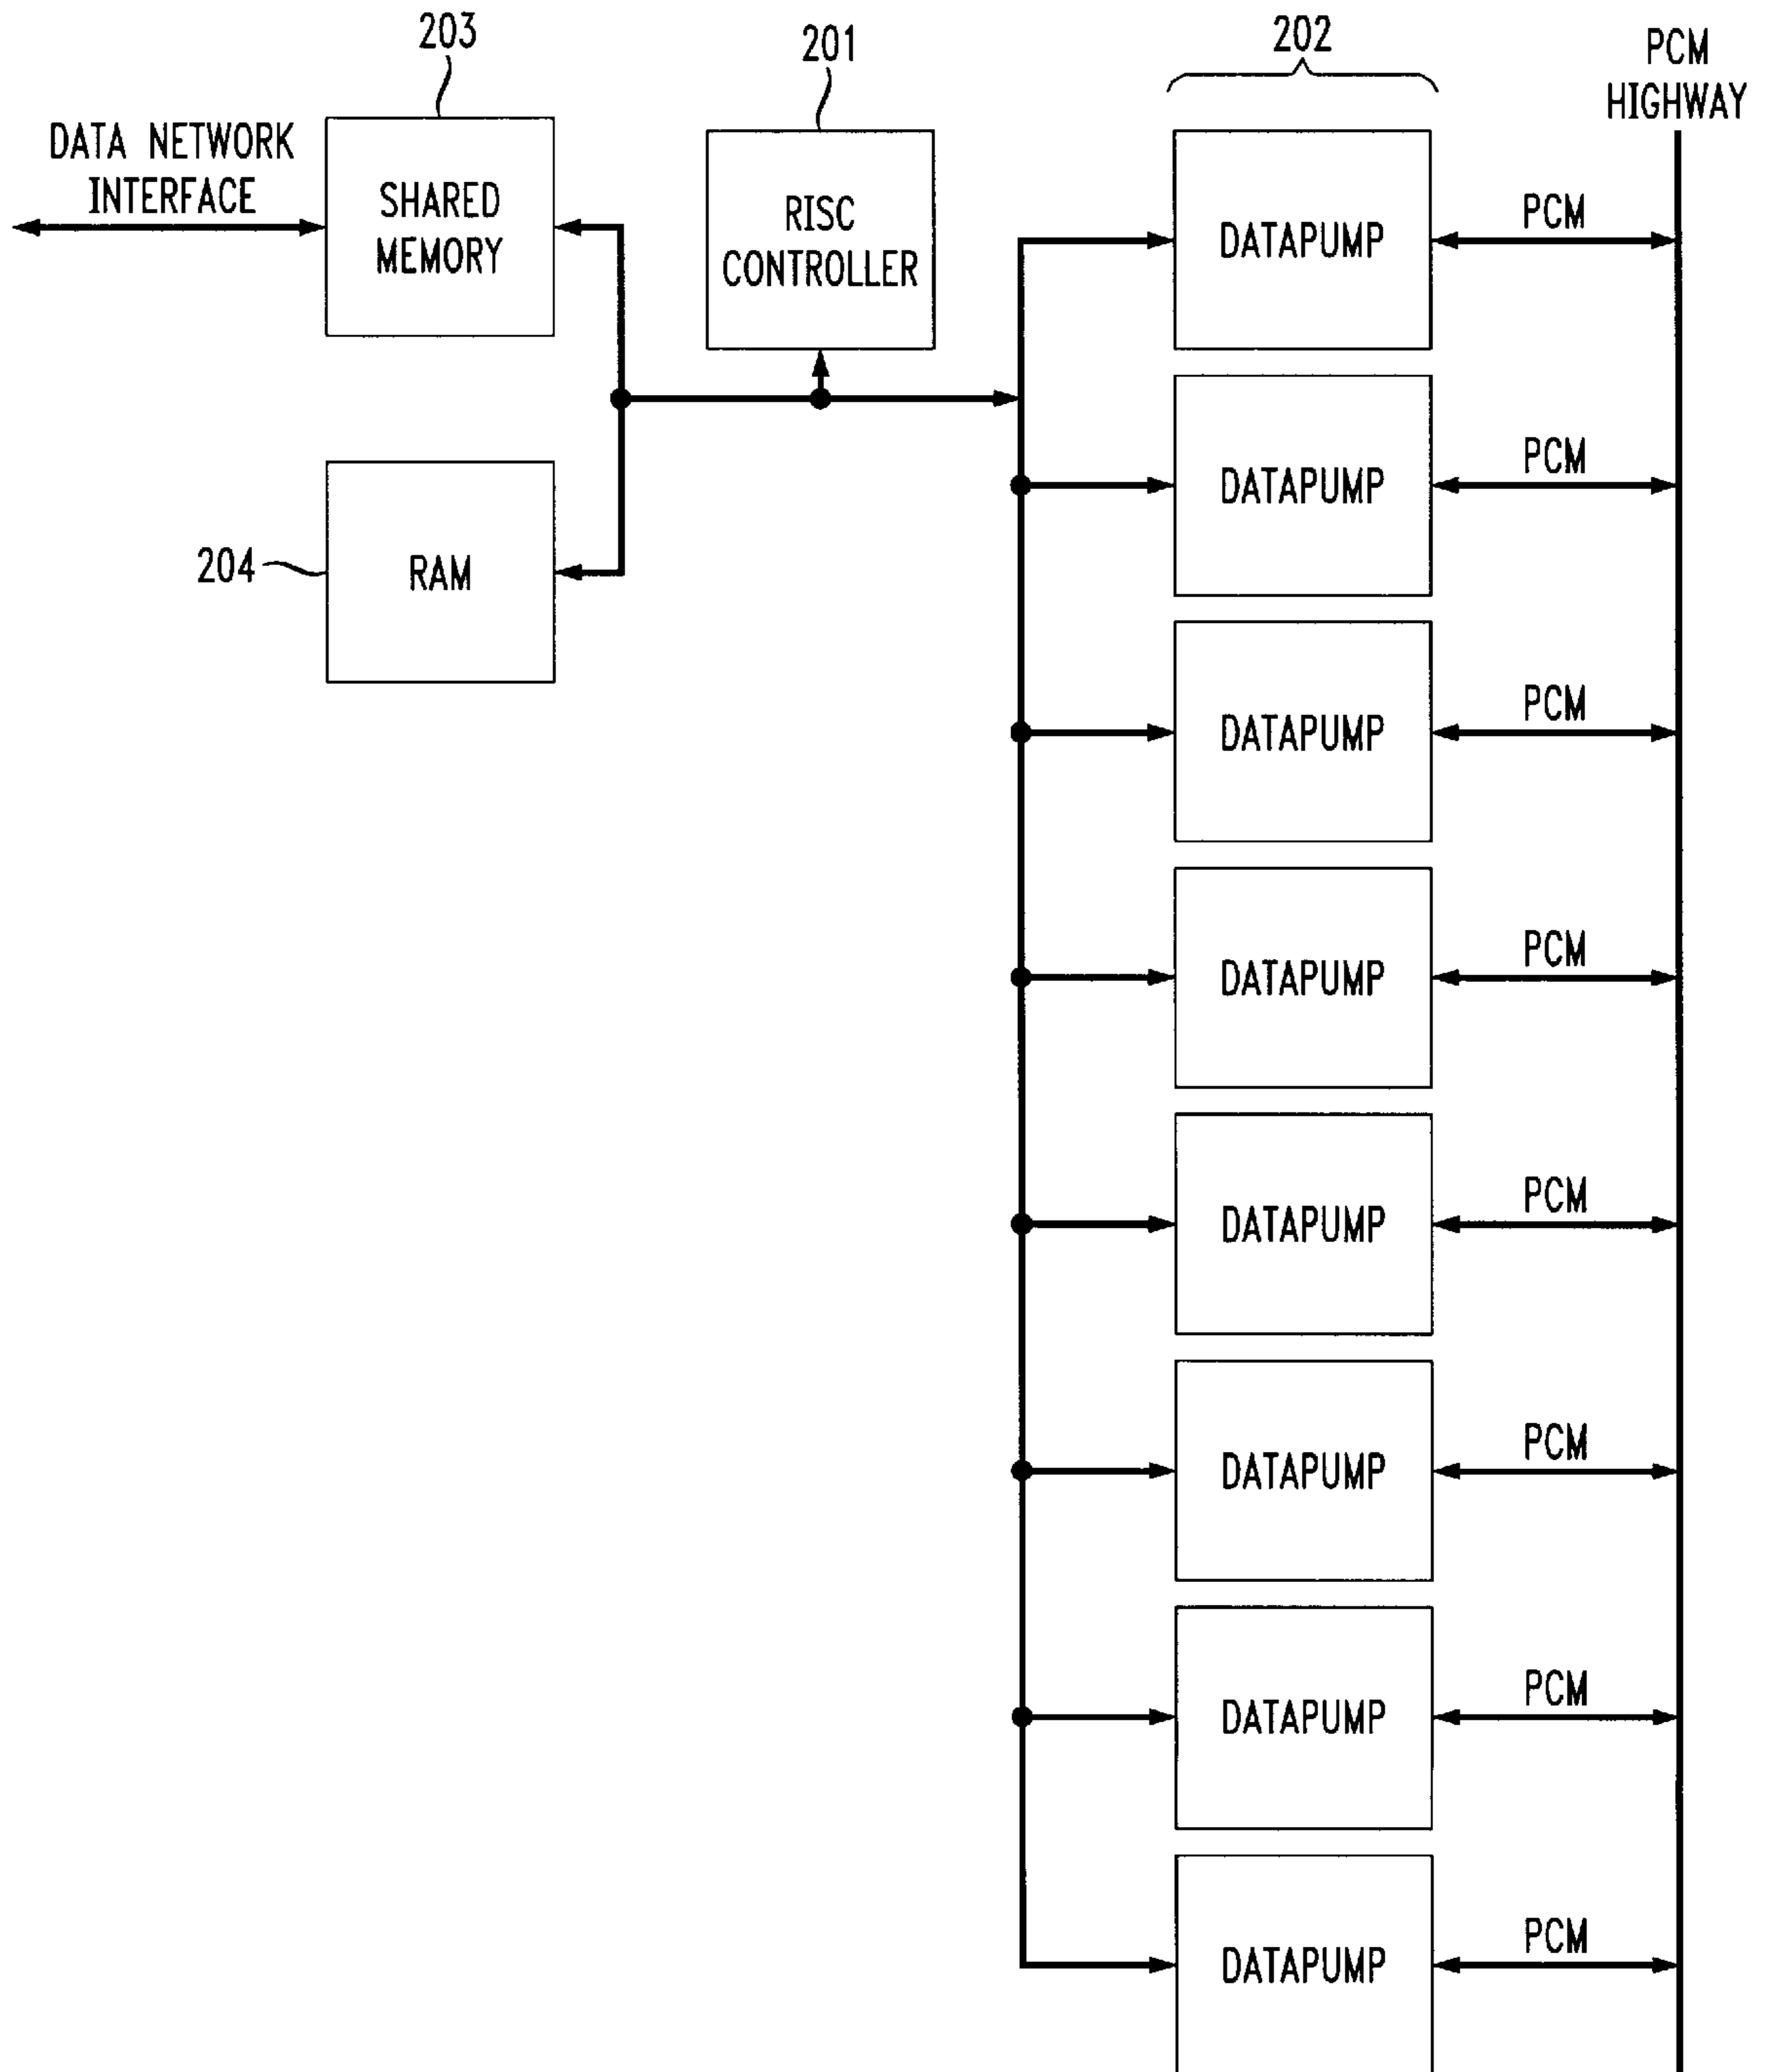 203
201
202
PCM
HIGHWAY
DATA NETWORK
INTERFACE
SHARED
MEMORY
RISC
CONTROLLER
DATAPUMP
PCM
DATAPUMP
PCM
204
RAM
DATAPUMP
PCM
DATAPUMP
PCM
DATAPUMP
PCM
DATAPUMP
PCM
DATAPUMP
PCM
DATAPUMP
PCM